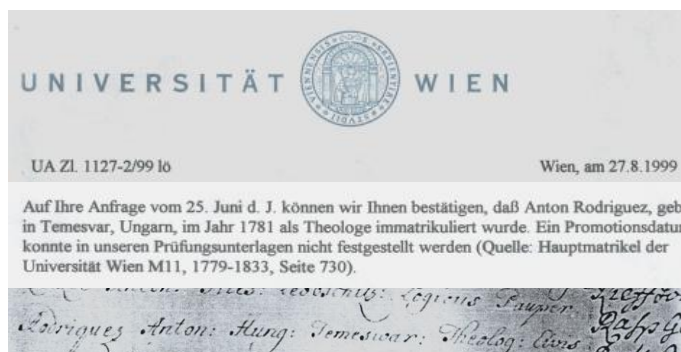 UNIVERSITÄT WIEN
UA Zl. 1127-2/99 lö Wien, am 27.8.1999
Auf Ihre Anfrage vom 25. Juni d. J. können wir Ihnen bestätigen, daß Anton Rodriguez, geb
in Temesvar, Ungarn, im Jahr 1781 als Theologe immatrikuliert wurde. Ein Promotionsdatu
konnte in unseren Prüfungsunterlagen nicht festgestellt werden (Quelle: Hauptmatrikel der
Universität Wien M11, 1779-1833, Seite 730).
Logicus Pauper
Rodriguez Anton: Hung: Temeswar: Theolog: Civis